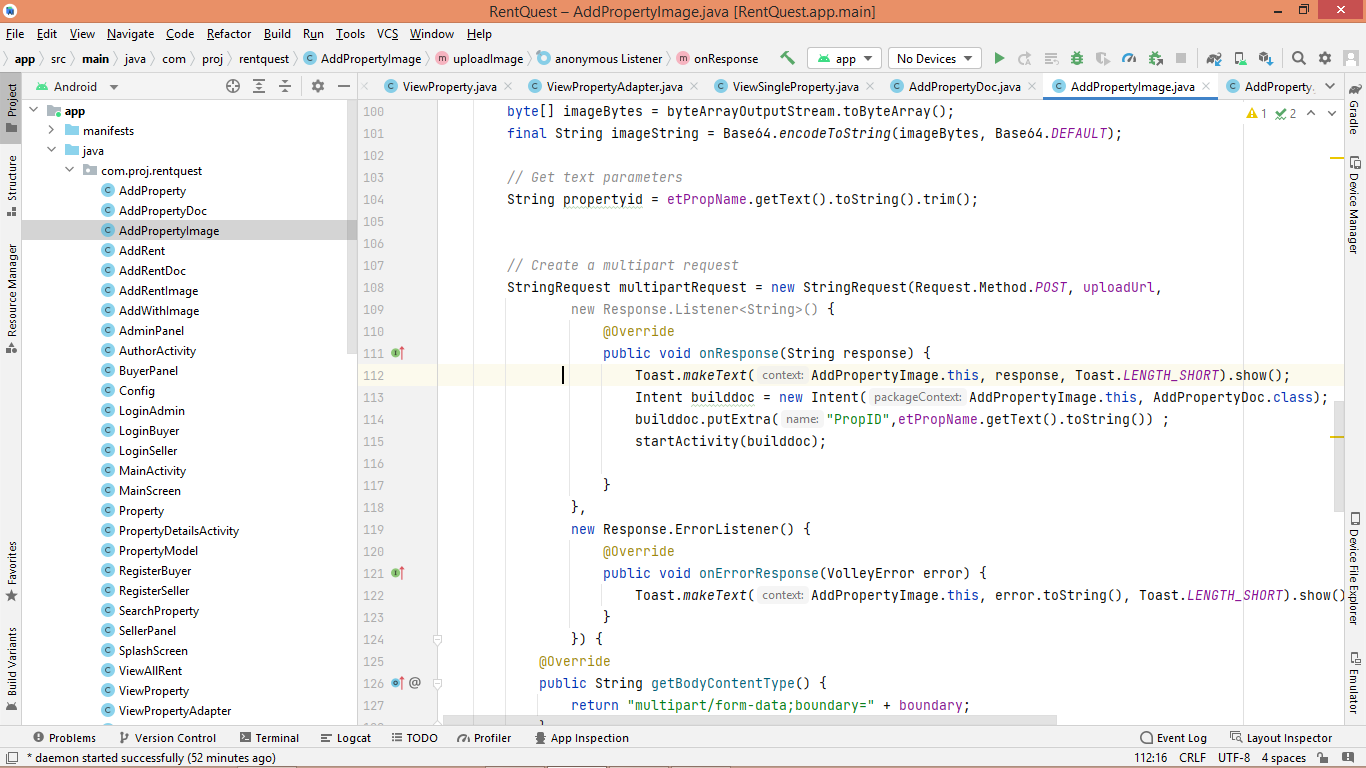 RentQuest – AddPropertyImage.java [RentQuest.app.main]
File Edit View Navigate Code Refactor Build Run Tools VCS Window Help
app src main java com proj rentquest AddPropertyImage uploadImage anonymous Listener onResponse app No Devices
Android
ViewProperty.java ViewPropertyAdapter.java ViewSingleProperty.java AddPropertyDoc.java AddPropertyImage.java AddProperty.
Project
Structure
Resource Manager
Favorites
Build Variants
app
manifests
java
com.proj.rentquest
AddProperty
AddPropertyDoc
AddPropertyImage
AddRent
AddRentDoc
AddRentImage
AddWithImage
AdminPanel
AuthorActivity
BuyerPanel
Config
LoginAdmin
LoginBuyer
LoginSeller
MainActivity
MainScreen
Property
PropertyDetailsActivity
PropertyModel
RegisterBuyer
RegisterSeller
SearchProperty
SellerPanel
SplashScreen
ViewAllRent
ViewProperty
ViewPropertyAdapter
1 2
100 byte[] imageBytes = byteArrayOutputStream.toByteArray();
101 final String imageString = Base64.encodeToString(imageBytes, Base64.DEFAULT);
102
103 // Get text parameters
104 String propertyid = etPropName.getText().toString().trim();
105
106
107 // Create a multipart request
108 StringRequest multipartRequest = new StringRequest(Request.Method.POST, uploadUrl,
109 new Response.Listener<String>() {
110 @Override
111 public void onResponse(String response) {
112 Toast.makeText( context: AddPropertyImage.this, response, Toast.LENGTH_SHORT).show();
113 Intent builddoc = new Intent( packageContext: AddPropertyImage.this, AddPropertyDoc.class);
114 builddoc.putExtra( name: "PropID",etPropName.getText().toString()) ;
115 startActivity(builddoc);
116
117 }
118 },
119 new Response.ErrorListener() {
120 @Override
121 public void onErrorResponse(VolleyError error) {
122 Toast.makeText( context: AddPropertyImage.this, error.toString(), Toast.LENGTH_SHORT).show()
123 }
124 }) {
125 @Override
126 @ public String getBodyContentType() {
127 return "multipart/form-data;boundary=" + boundary;
Gradle
Device Manager
Device File Explorer
Emulator
Problems Version Control Terminal Logcat TODO Profiler App Inspection Event Log Layout Inspector
* daemon started successfully (52 minutes ago) 112:16 CRLF UTF-8 4 spaces